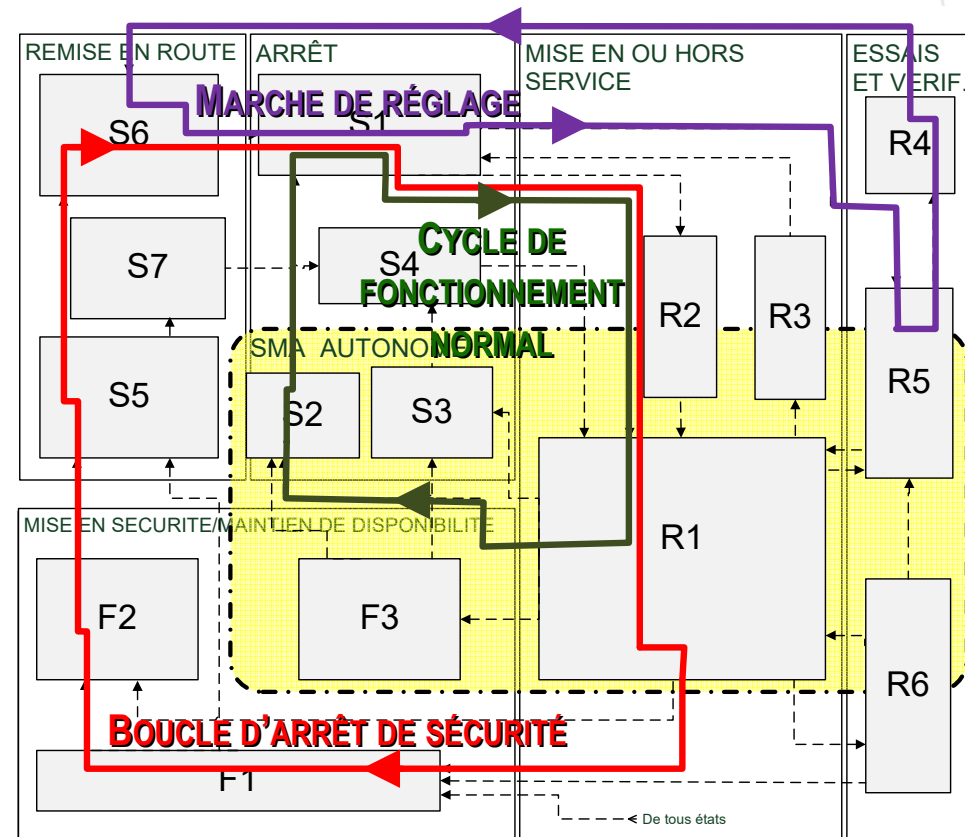 REMISE EN ROUTE
ARRÊT
MISE EN OU HORS
SERVICE
ESSAIS
ET VERIF.
MARCHE DE RÉGLAGE
S6
S1
R4
S7
S4
CYCLE DE
FONCTIONNEMENT
NORMAL
R2
R3
SMA AUTONO
S5
S2
S3
R5
MISE EN SECURITE/MAINTIEN DE DISPONIBILITE
R1
F2
F3
R6
BOUCLE D'ARRÊT DE SÉCURITÉ
F1
De tous états